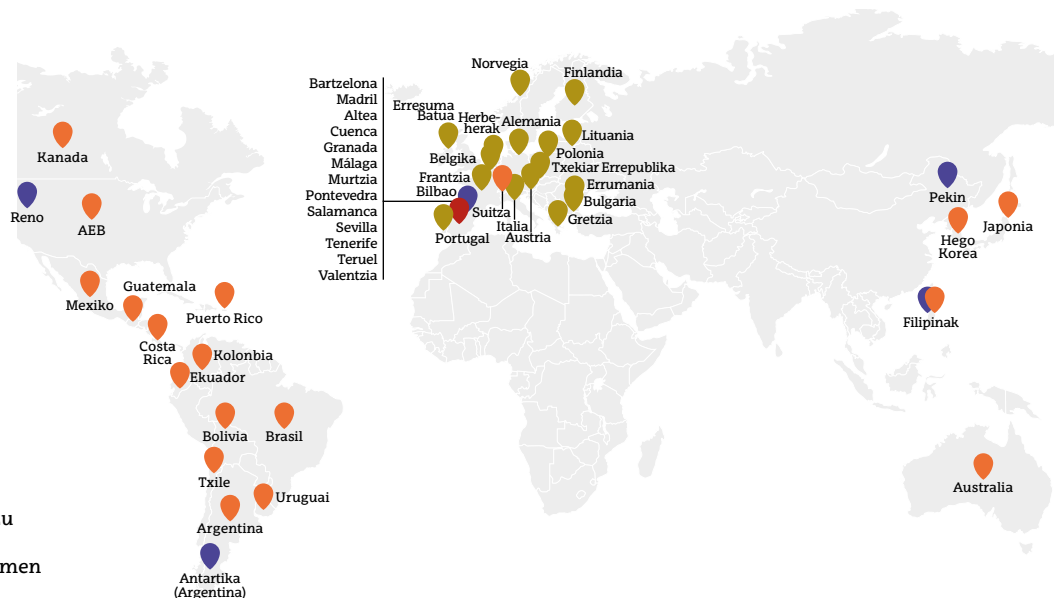 Norvegia
Finlandia
Bartzelona
Madril
Altea
Cuenca
Granada
Málaga
Murtzia
Pontevedra
Salamanca
Sevilla
Tenerife
Teruel
Valentzia
Erresuma
Batua
Herbe-
herak
Alemania
Lituania
Belgika
Polonia
Txekiar Errepublika
Frantzia
Bilbao
Errumania
Bulgaria
Suitza
Italia
Austria
Gretzia
Portugal
Kanada
Reno
AEB
Mexiko
Guatemala
Puerto Rico
Costa
Rica
Kolonbia
Ekuador
Bolivia
Brasil
Txile
Uruguai
Argentina
Antartika
(Argentina)
Pekin
Japonia
Hego
Korea
Filipinak
Australia
men